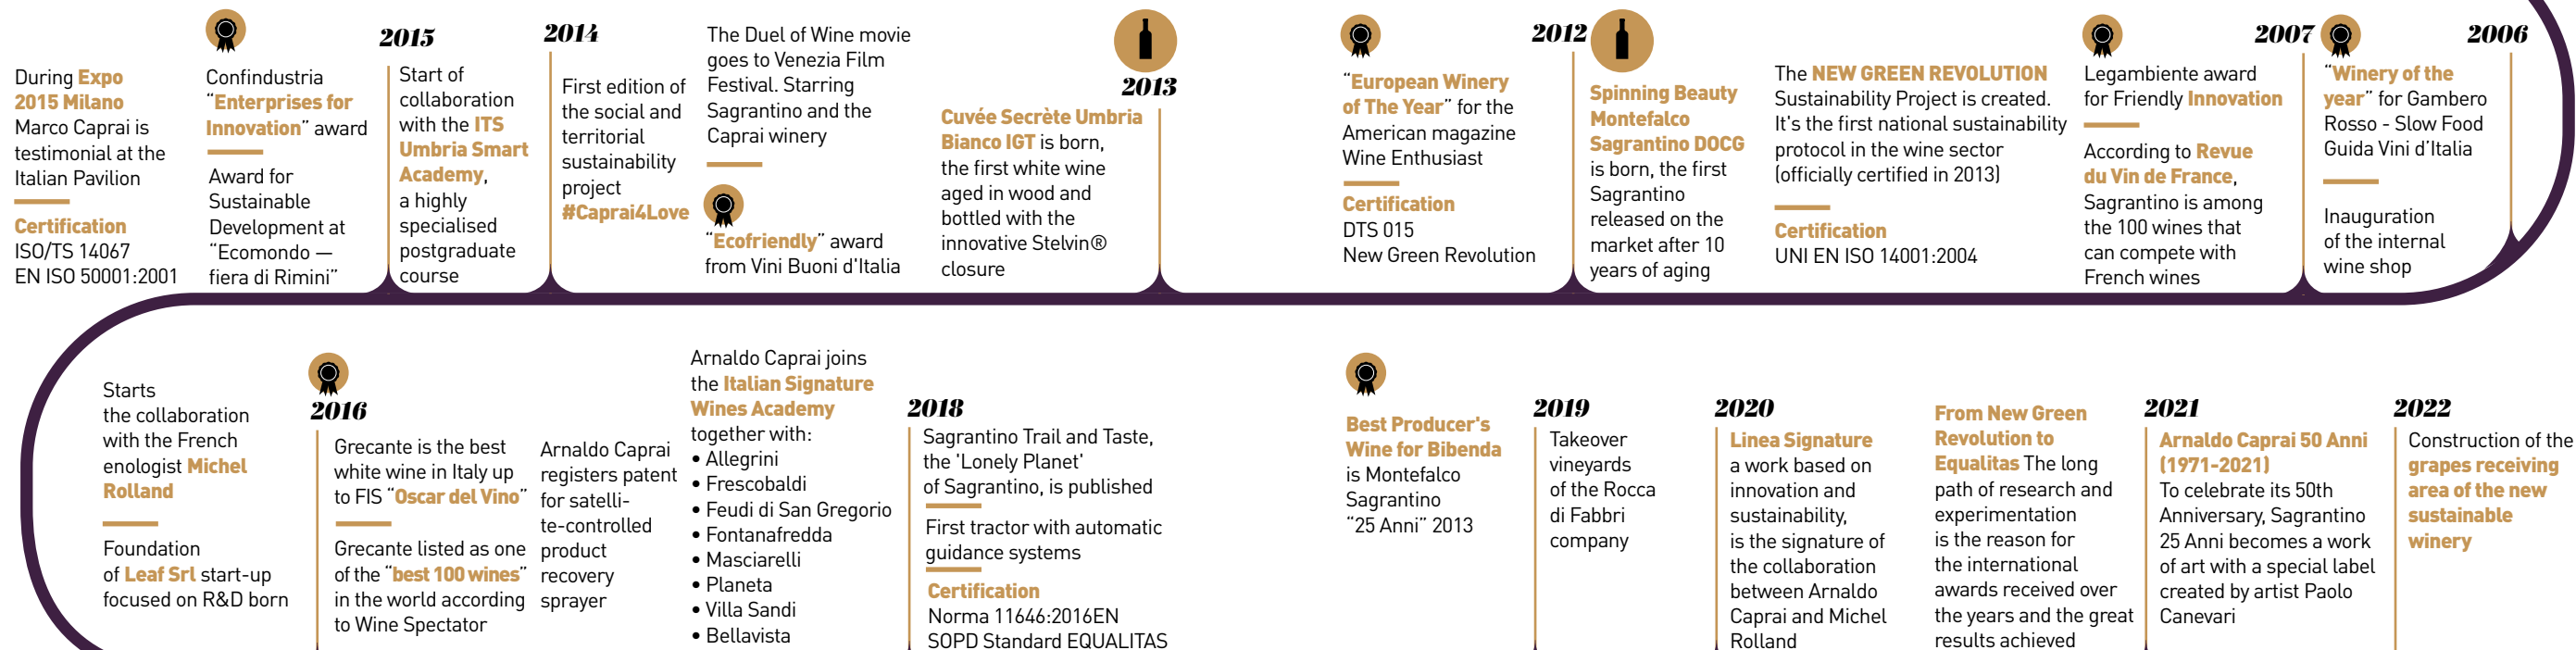 During Expo
2015 Milano
Marco Caprai is
testimonial at the
Italian Pavilion
Certification
ISO/TS 14067
EN ISO 50001:2001
Confindustria
“Enterprises for
Innovation” award
Award for
Sustainable
Development at
“Ecomondo —
fiera di Rimini”
2015
Start of
collaboration
with the ITS
Umbria Smart
Academy,
a highly
specialised
postgraduate
course
2014
First edition of
the social and
territorial
sustainability
project
#Caprai4Love
The Duel of Wine movie
goes to Venezia Film
Festival. Starring
Sagrantino and the
Caprai winery
“Ecofriendly” award
from Vini Buoni d'Italia
2013
Cuvée Secrète Umbria
Bianco IGT is born,
the first white wine
aged in wood and
bottled with the
innovative Stelvin®
closure
“European Winery
of The Year” for the
American magazine
Wine Enthusiast
Certification
DTS 015
New Green Revolution
2012
Spinning Beauty
Montefalco
Sagrantino DOCG
is born, the first
Sagrantino
released on the
market after 10
years of aging
The NEW GREEN REVOLUTION
Sustainability Project is created.
It's the first national sustainability
protocol in the wine sector
(officially certified in 2013)
Certification
UNI EN ISO 14001:2004
Legambiente award
for Friendly Innovation
According to Revue
du Vin de France,
Sagrantino is among
the 100 wines that
can compete with
French wines
2007
“Winery of the
year” for Gambero
Rosso - Slow Food
Guida Vini d’Italia
Inauguration
of the internal
wine shop
2006
Starts
the collaboration
with the French
enologist Michel
Rolland
Foundation
of Leaf Srl start-up
focused on R&D born
2016
Grecante is the best
white wine in Italy up
to FIS “Oscar del Vino”
Grecante listed as one
of the “best 100 wines”
in the world according
to Wine Spectator
Arnaldo Caprai
registers patent
for satelli-
te-controlled
product
recovery
sprayer
Arnaldo Caprai joins
the Italian Signature
Wines Academy
together with:
• Allegrini
• Frescobaldi
• Feudi di San Gregorio
• Fontanafredda
• Masciarelli
• Planeta
• Villa Sandi
• Bellavista
2018
Sagrantino Trail and Taste,
the 'Lonely Planet'
of Sagrantino, is published
First tractor with automatic
guidance systems
Certification
Norma 11646:2016EN
SOPD Standard EQUALITAS
Best Producer's
Wine for Bibenda
is Montefalco
Sagrantino
“25 Anni” 2013
2019
Takeover
vineyards
of the Rocca
di Fabbri
company
2020
Linea Signature
a work based on
innovation and
sustainability,
is the signature of
the collaboration
between Arnaldo
Caprai and Michel
Rolland
From New Green
Revolution to
Equalitas The long
path of research and
experimentation
is the reason for
the international
awards received over
the years and the great
results achieved
2021
Arnaldo Caprai 50 Anni
(1971-2021)
To celebrate its 50th
Anniversary, Sagrantino
25 Anni becomes a work
of art with a special label
created by artist Paolo
Canevari
2022
Construction of the
grapes receiving
area of the new
sustainable
winery